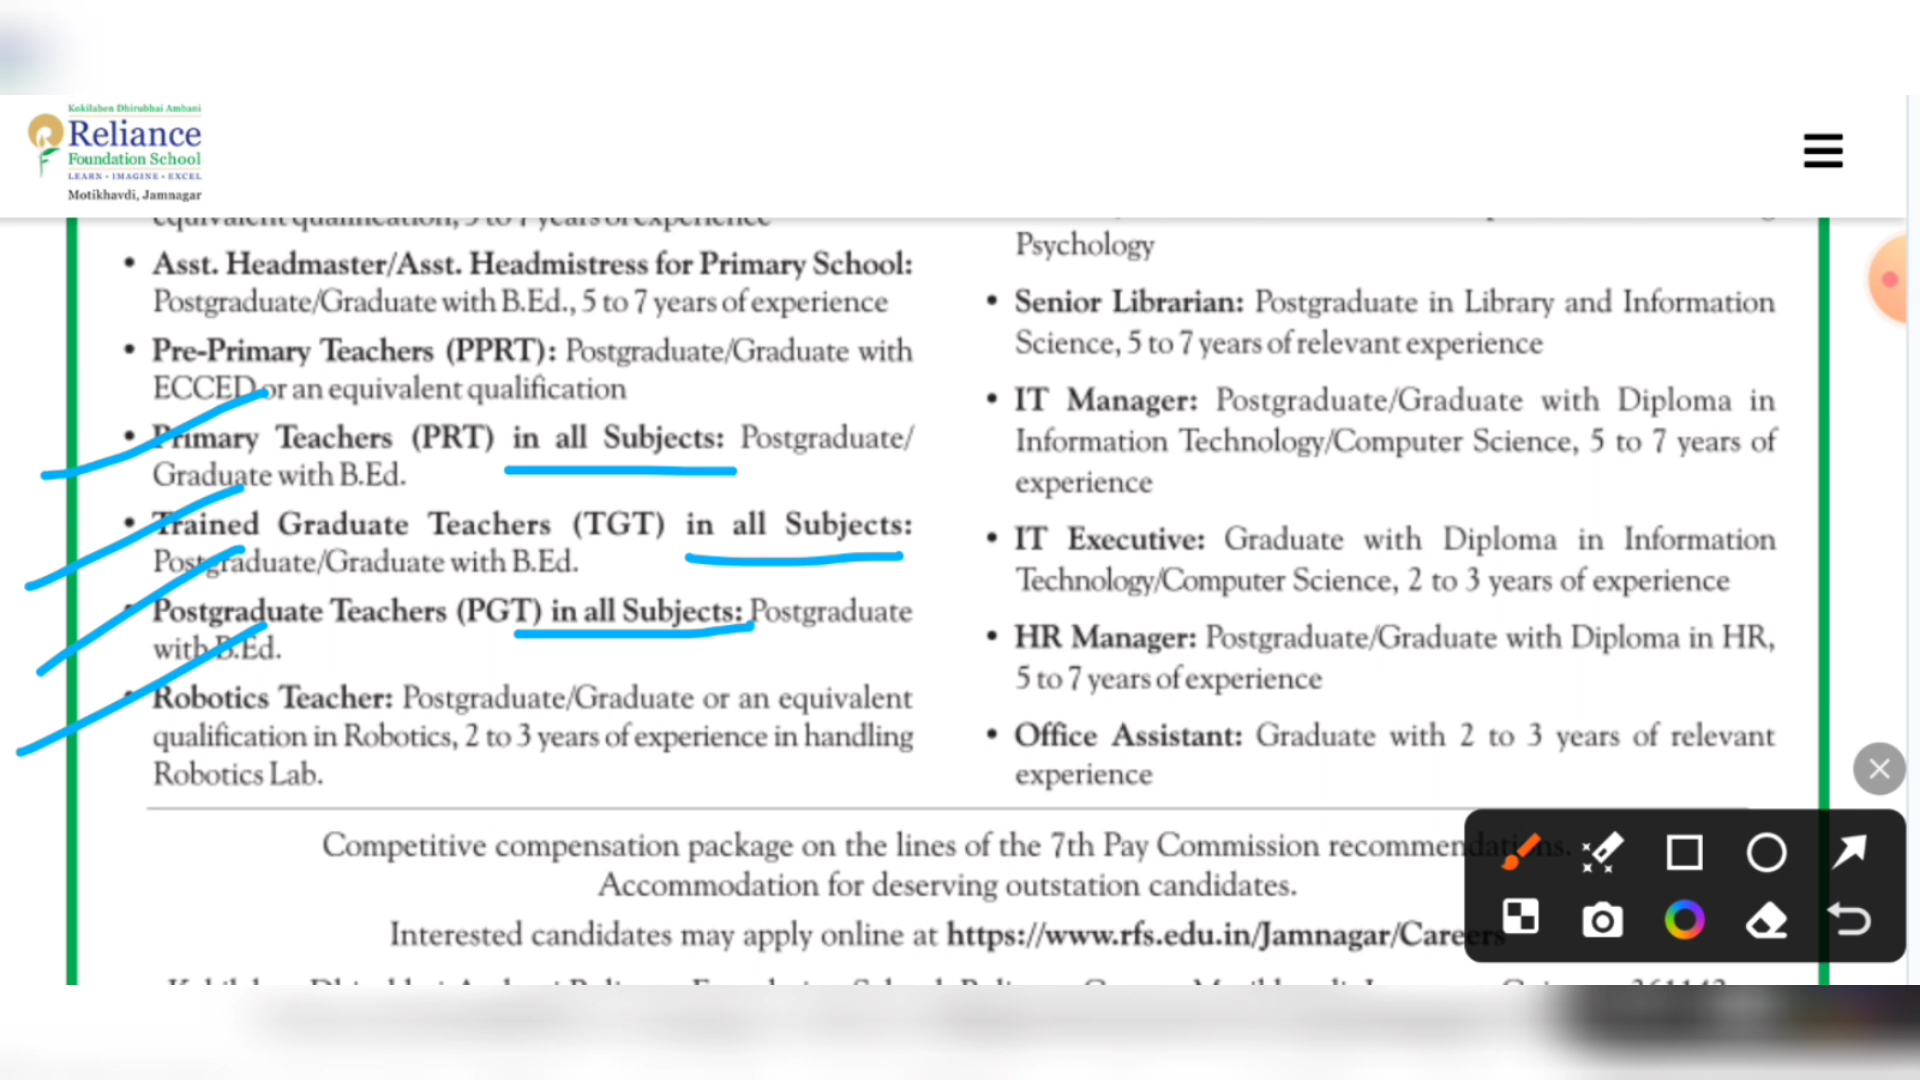 Kokilaben Dhirubhai Ambani
Reliance
Foundation School
LEARN • IMAGINE • EXCEL
Motikhavdi, Jamnagar
equivalent qualification, 5 to 7 years of experience
• Asst. Headmaster/Asst. Headmistress for Primary School:
Postgraduate/Graduate with B.Ed., 5 to 7 years of experience
• Pre-Primary Teachers (PPRT): Postgraduate/Graduate with
ECCED or an equivalent qualification
• Primary Teachers (PRT) in all Subjects: Postgraduate/
Graduate with B.Ed.
• Trained Graduate Teachers (TGT) in all Subjects:
Postgraduate/Graduate with B.Ed.
• Postgraduate Teachers (PGT) in all Subjects: Postgraduate
with B.Ed.
• Robotics Teacher: Postgraduate/Graduate or an equivalent
qualification in Robotics, 2 to 3 years of experience in handling
Robotics Lab.
Psychology
• Senior Librarian: Postgraduate in Library and Information
Science, 5 to 7 years of relevant experience
• IT Manager: Postgraduate/Graduate with Diploma in
Information Technology/Computer Science, 5 to 7 years of
experience
• IT Executive: Graduate with Diploma in Information
Technology/Computer Science, 2 to 3 years of experience
• HR Manager: Postgraduate/Graduate with Diploma in HR,
5 to 7 years of experience
• Office Assistant: Graduate with 2 to 3 years of relevant
experience
Competitive compensation package on the lines of the 7th Pay Commission recommendations.
Accommodation for deserving outstation candidates.
Interested candidates may apply online at https://www.rfs.edu.in/Jamnagar/Careers